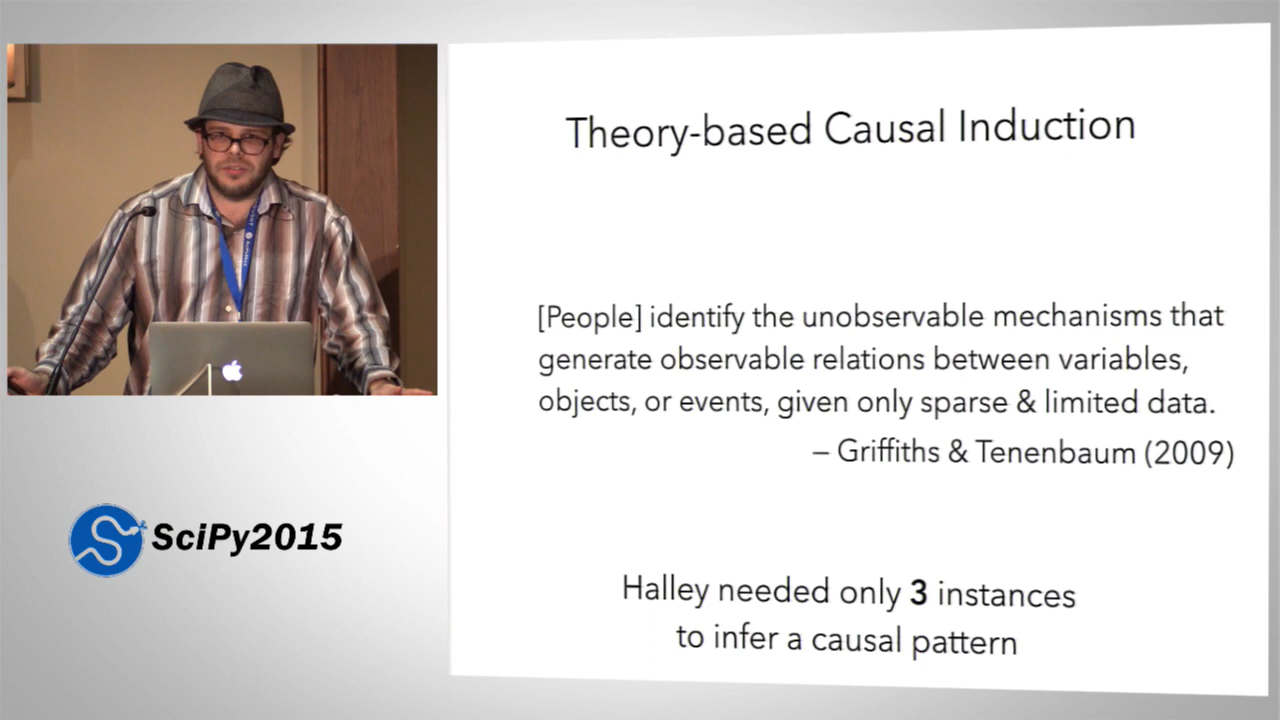 Theory-based Causal Induction
[People] identify the unobservable mechanisms that
generate observable relations between variables,
objects, or events, given only sparse & limited data.
– Griffiths & Tenenbaum (2009)
Halley needed only 3 instances
to infer a causal pattern
SciPy2015